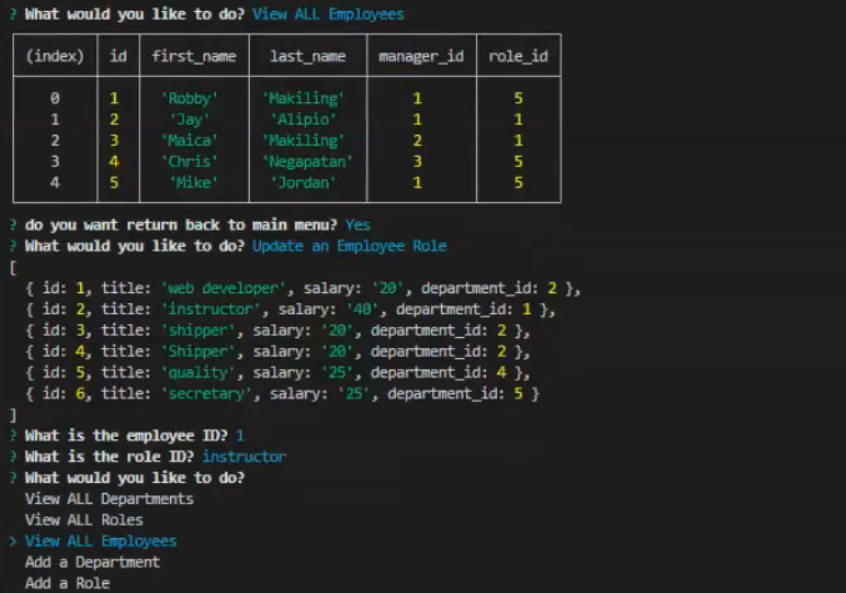 ? What would you like to do? View ALL Employees
(index) id first_name last_name manager_id role_id
0 1 'Robby' 'Makiling' 1 5
1 2 'Jay' 'Alipio' 1 1
2 3 'Maica' 'Makiling' 2 1
3 4 'Chris' 'Negapatan' 3 5
4 5 'Mike' 'Jordan' 1 5
? do you want return back to main menu? Yes
? What would you like to do? Update an Employee Role
[
{ id: 1, title: 'web developer', salary: '20', department_id: 2 },
{ id: 2, title: 'instructor', salary: '40', department_id: 1 },
{ id: 3, title: 'shipper', salary: '20', department_id: 2 },
{ id: 4, title: 'Shipper', salary: '20', department_id: 2 },
{ id: 5, title: 'quality', salary: '25', department_id: 4 },
{ id: 6, title: 'secretary', salary: '25', department_id: 5 }
]
? What is the employee ID? 1
? What is the role ID? instructor
? What would you like to do?
View ALL Departments
View ALL Roles
> View ALL Employees
Add a Department
Add a Role